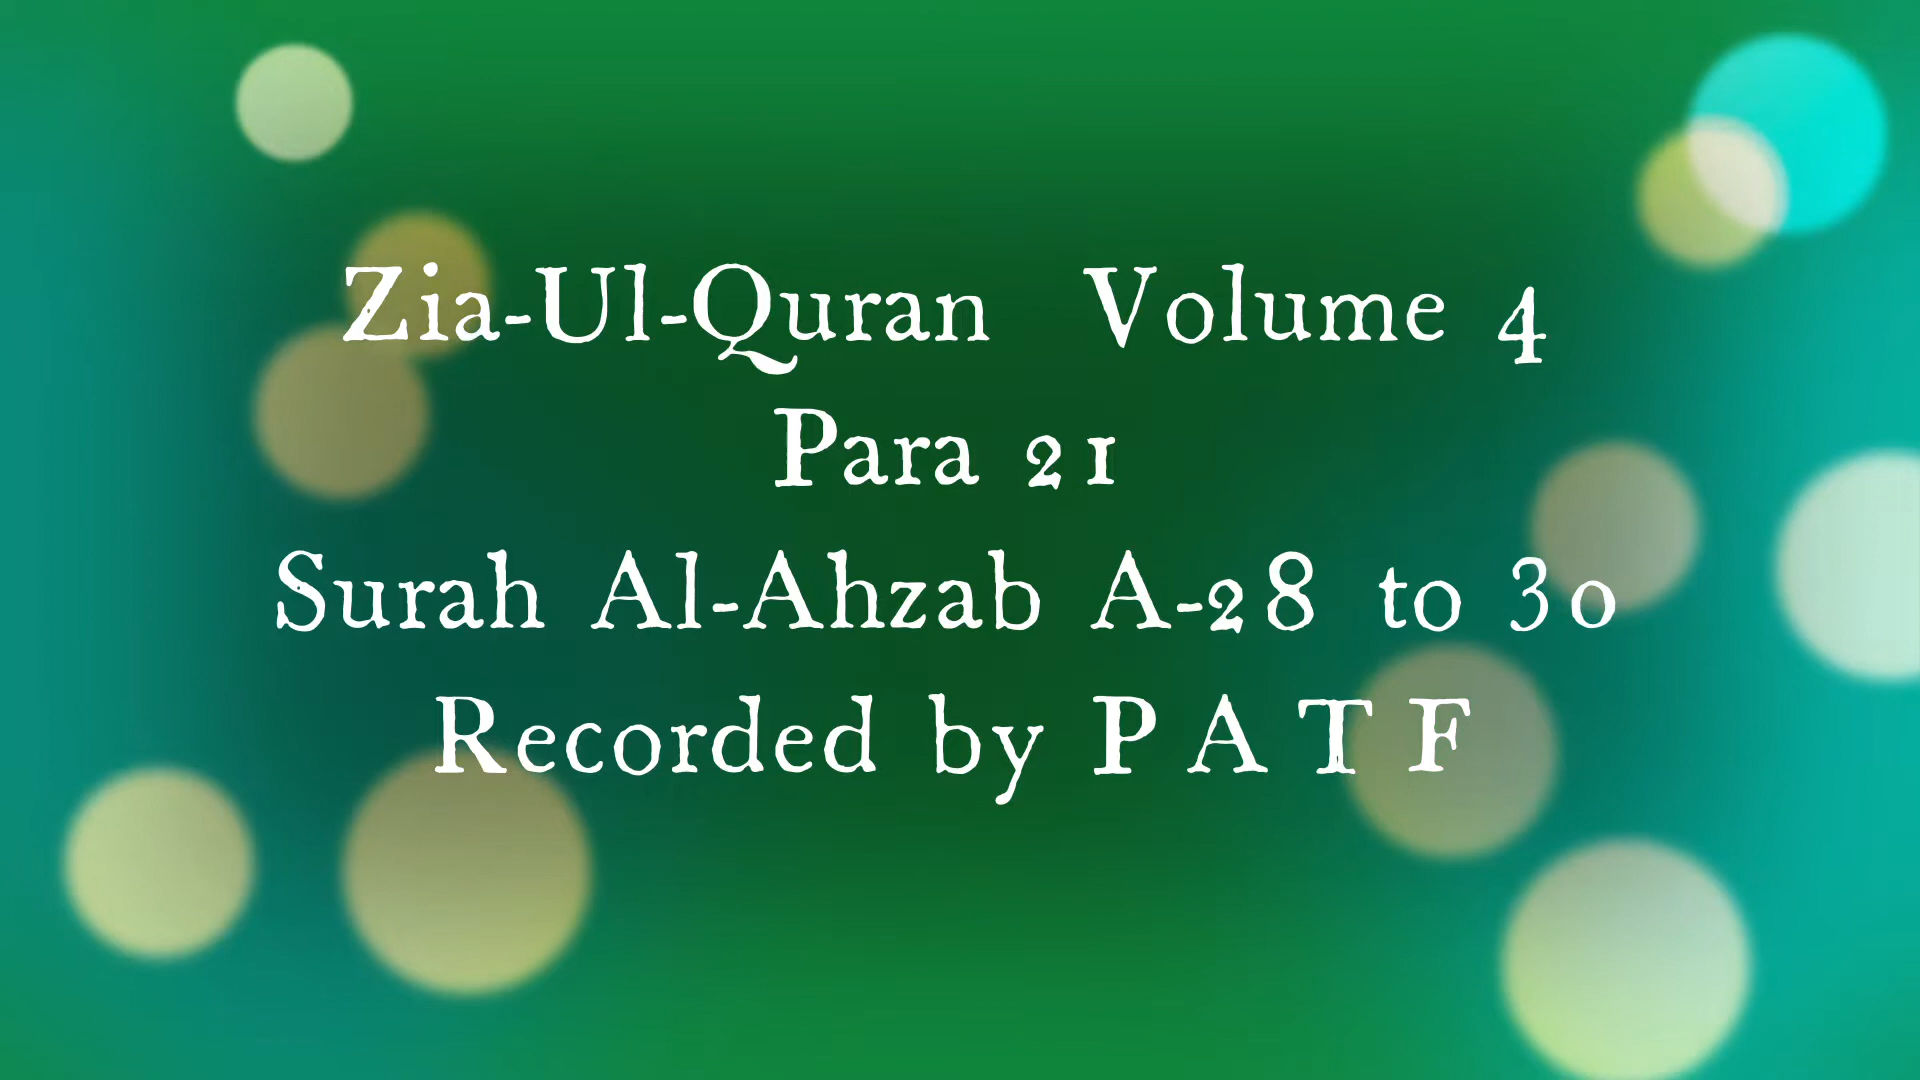 Zia-Ul-Quran Volume 4
Para 21
Surah Al-Ahzab A-28 to 30
Recorded by P A T F